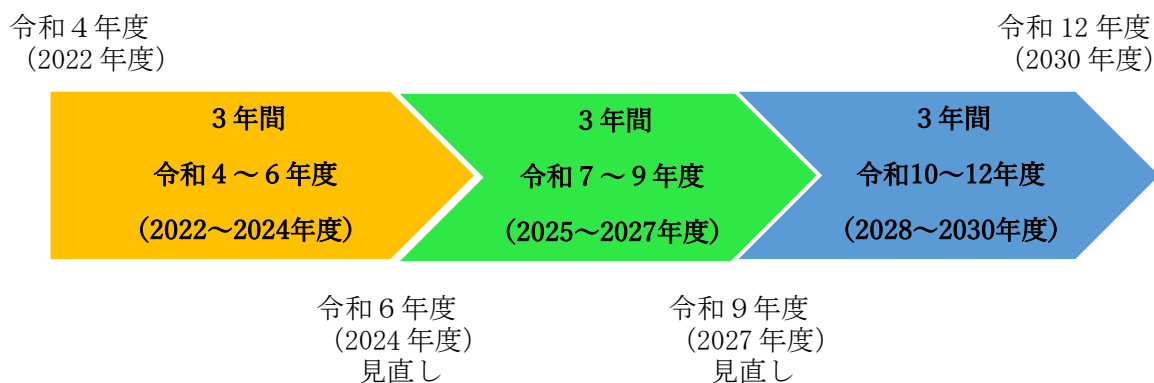 令和４年度
（2022 年度）
令和 12 年度
（2030 年度）
３年間
令和４～６年度
（2022～2024年度）
３年間
令和７～９年度
（2025～2027年度）
３年間
令和10～12年度
（2028～2030年度）
令和６年度
（2024 年度）
見直し
令和９年度
（2027 年度）
見直し